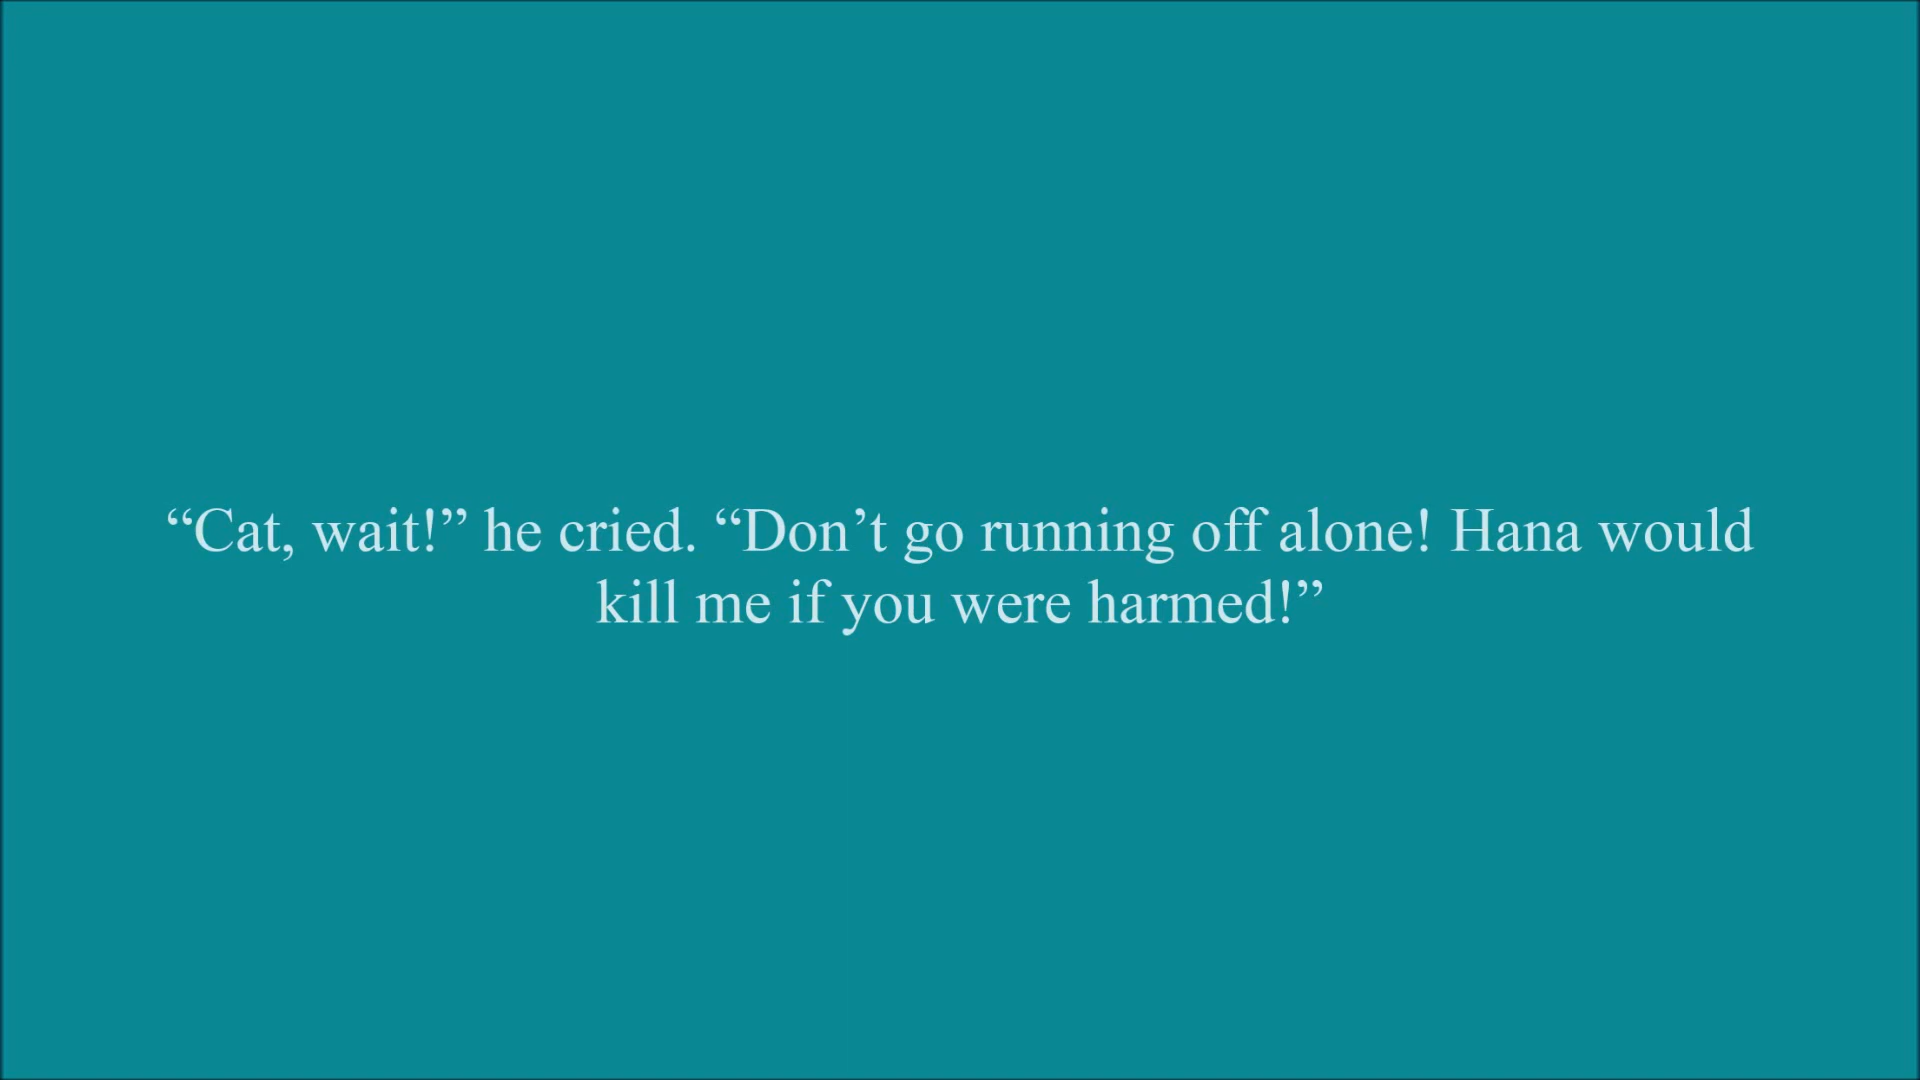 “Cat, wait!” he cried. “Don’t go running off alone! Hana would
kill me if you were harmed!”